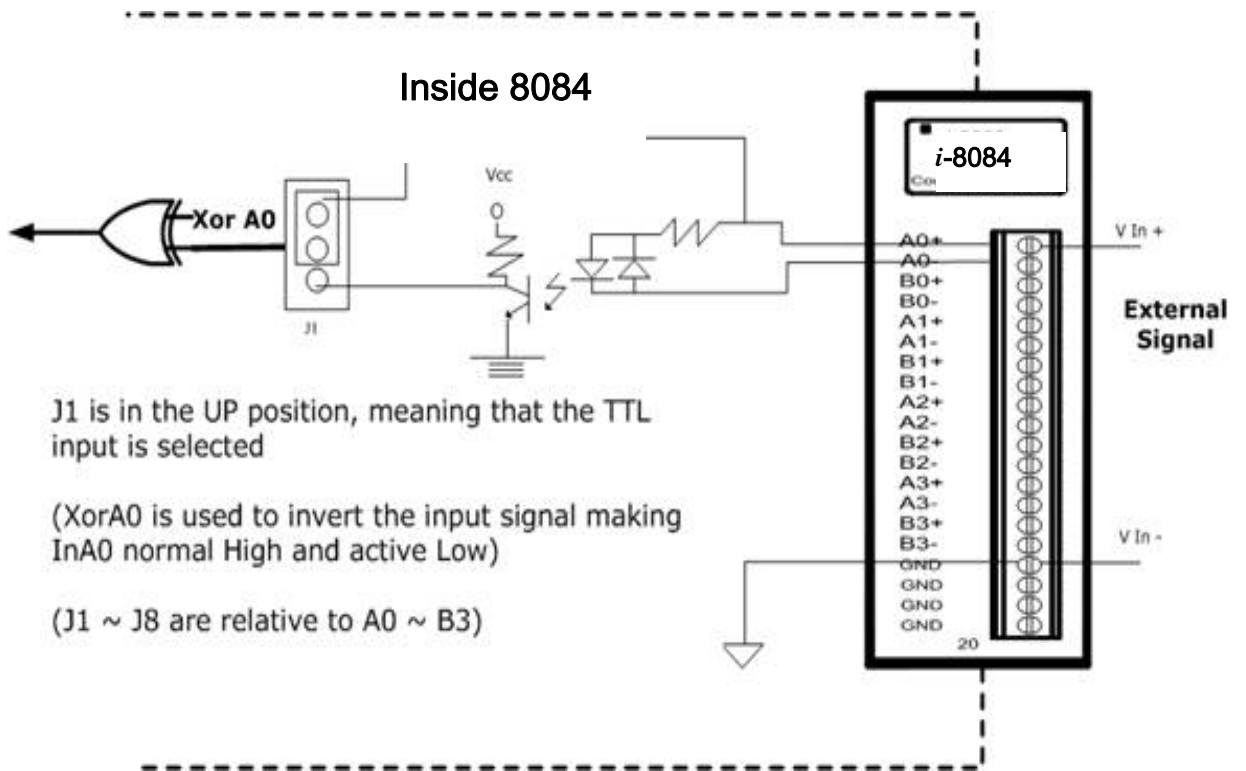 Inside 8084
i-8084
Vcc
Xor A0
J1
A0+
A0-
B0+
B0-
A1+
A1-
B1+
B1-
A2+
A2-
B2+
B2-
A3+
A3-
B3+
B3-
GND
GND
GND
GND
20
V In +
External
Signal
V In -
J1 is in the UP position, meaning that the TTL
input is selected
(XorA0 is used to invert the input signal making
InA0 normal High and active Low)
(J1 ~ J8 are relative to A0 ~ B3)